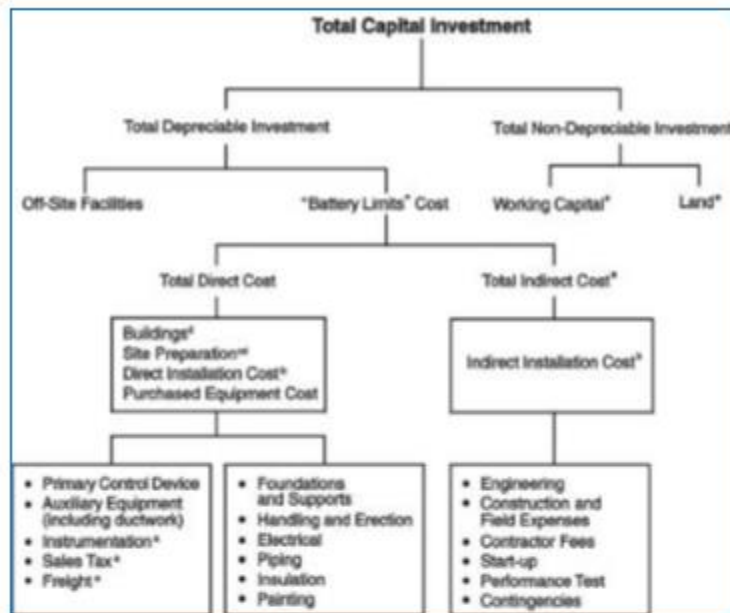 Total Capital Investment
Total Depreciable Investment
Total Non-Depreciable Investment
Off-Site Facilities
"Battery Limits" Cost
Working Capital
Land
Total Direct Cost
Total Indirect Cost
Buildings
Site Preparation
Direct Installation Cost
Purchased Equipment Cost
Indirect Installation Cost
• Primary Control Device
• Auxiliary Equipment
(including ductwork)
• Instrumentation
• Sales Tax
• Freight
• Foundations
and Supports
• Handling and Erection
• Electrical
• Piping
• Insulation
• Painting
• Engineering
• Construction and
Field Expenses
• Contractor Fees
• Start-up
• Performance Test
• Contingencies